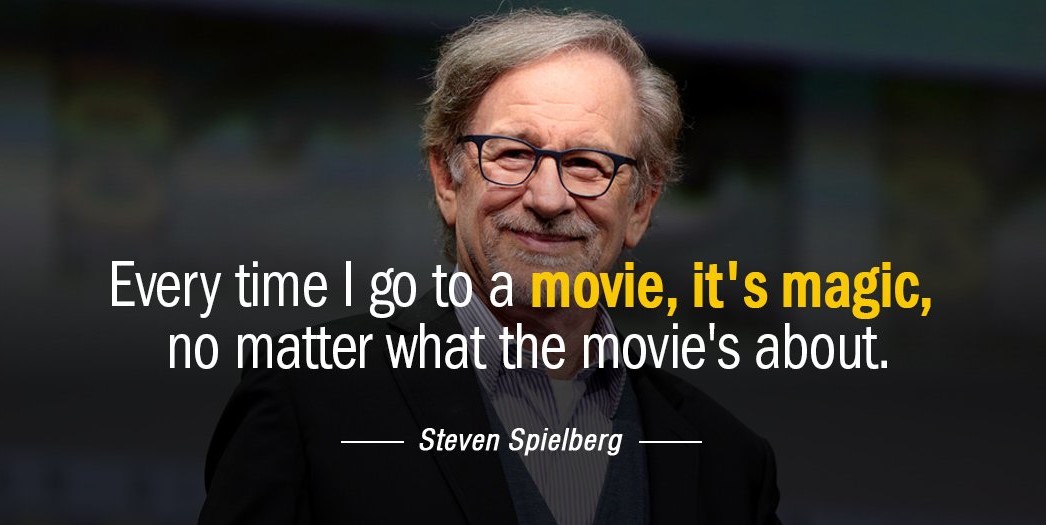 Every time I go to a movie, it's magic,
no matter what the movie's about.
Steven Spielberg